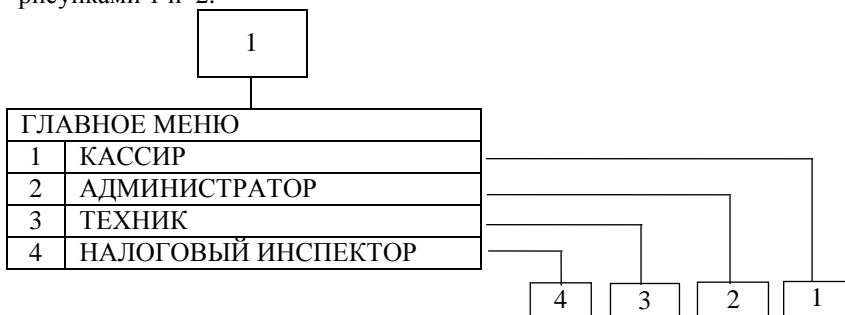 рисунками 1 и 2.
1
ГЛАВНОЕ МЕНЮ
1 КАССИР
2 АДМИНИСТРАТОР
3 ТЕХНИК
4 НАЛОГОВЫЙ ИНСПЕКТОР
4 3 2 1